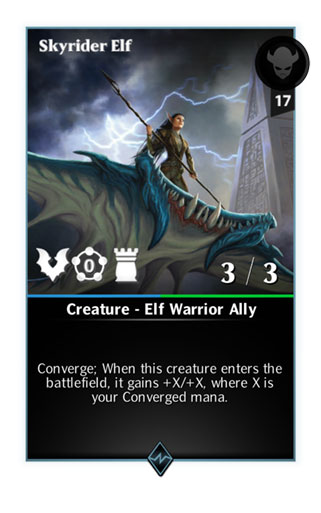 Skyrider Elf
17
0
3 / 3
Creature - Elf Warrior Ally
Converge; When this creature enters the
battlefield, it gains +X/+X, where X is
your Converged mana.